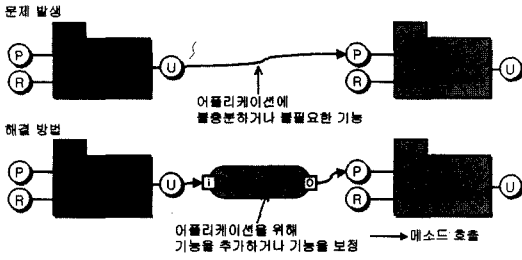 문제 발생
P
R
U
P
R
U
어플리케이션에
불충분하거나 불필요한 기능
해결 방법
P
R
U
i
o
P
R
U
어플리케이션을 위해
기능을 추가하거나 기능을 보정
메소드 호출